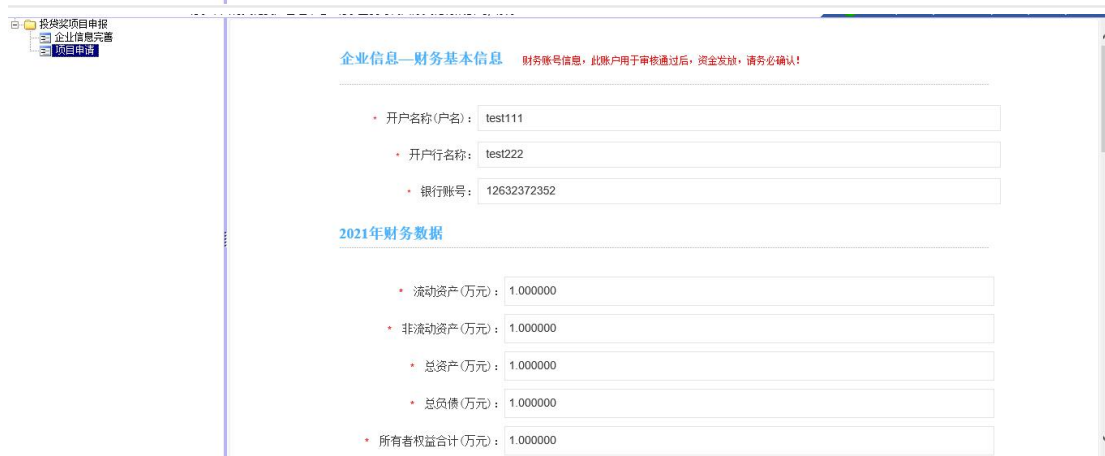 投贷奖项目申报
企业信息完善
项目申请
企业信息—财务基本信息 财务账号信息，此账户用于审核通过后，资金发放，请务必确认！
* 开户名称(户名)： test111
* 开户行名称： test222
* 银行账号： 12632372352
2021年财务数据
* 流动资产(万元)： 1.000000
* 非流动资产(万元)： 1.000000
* 总资产(万元)： 1.000000
* 总负债(万元)： 1.000000
* 所有者权益合计(万元)： 1.000000